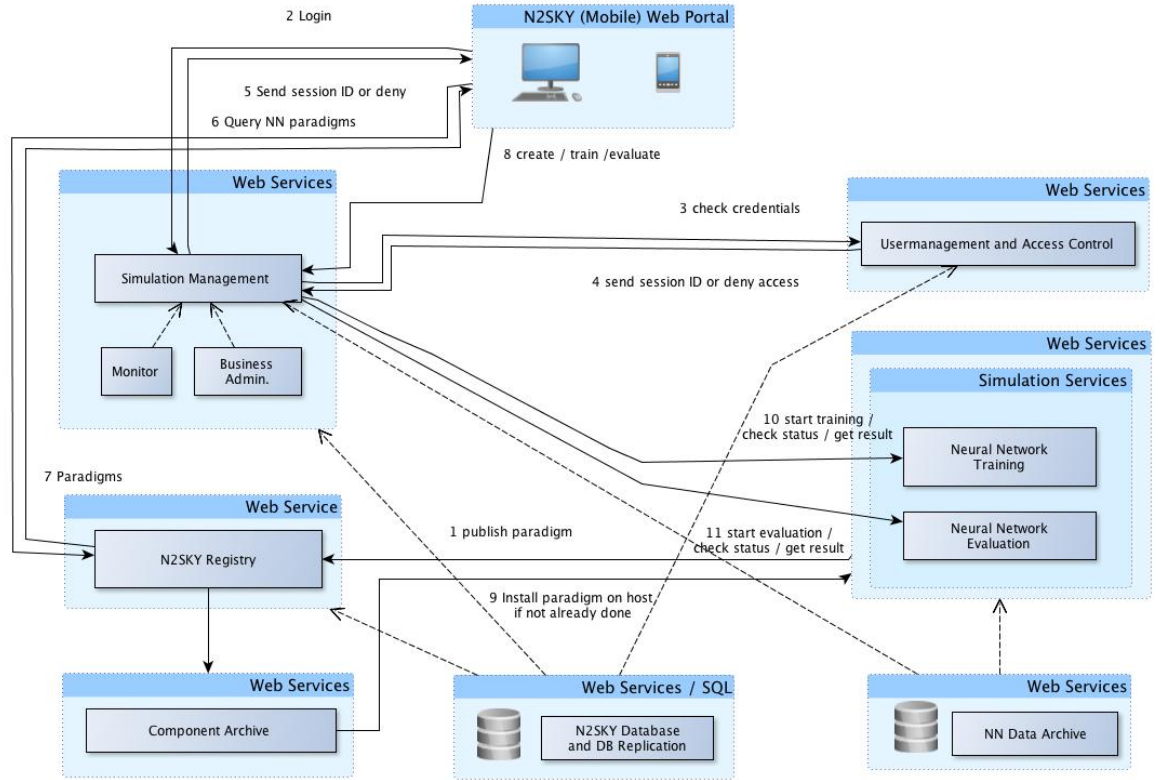 2 Login
N2SKY (Mobile) Web Portal
5 Send session ID or deny
6 Query NN paradigms
8 create / train /evaluate
Web Services
Simulation Management
Monitor
Business
Admin.
3 check credentials
4 send session ID or deny access
Web Services
Usermanagement and Access Control
Web Services
Simulation Services
10 start training /
check status / get result
Neural Network
Training
Neural Network
Evaluation
7 Paradigms
Web Service
N2SKY Registry
1 publish paradigm
11 start evaluation /
check status / get result
9 Install paradigm on host
if not already done
Web Services
Component Archive
Web Services / SQL
N2SKY Database
and DB Replication
Web Services
NN Data Archive